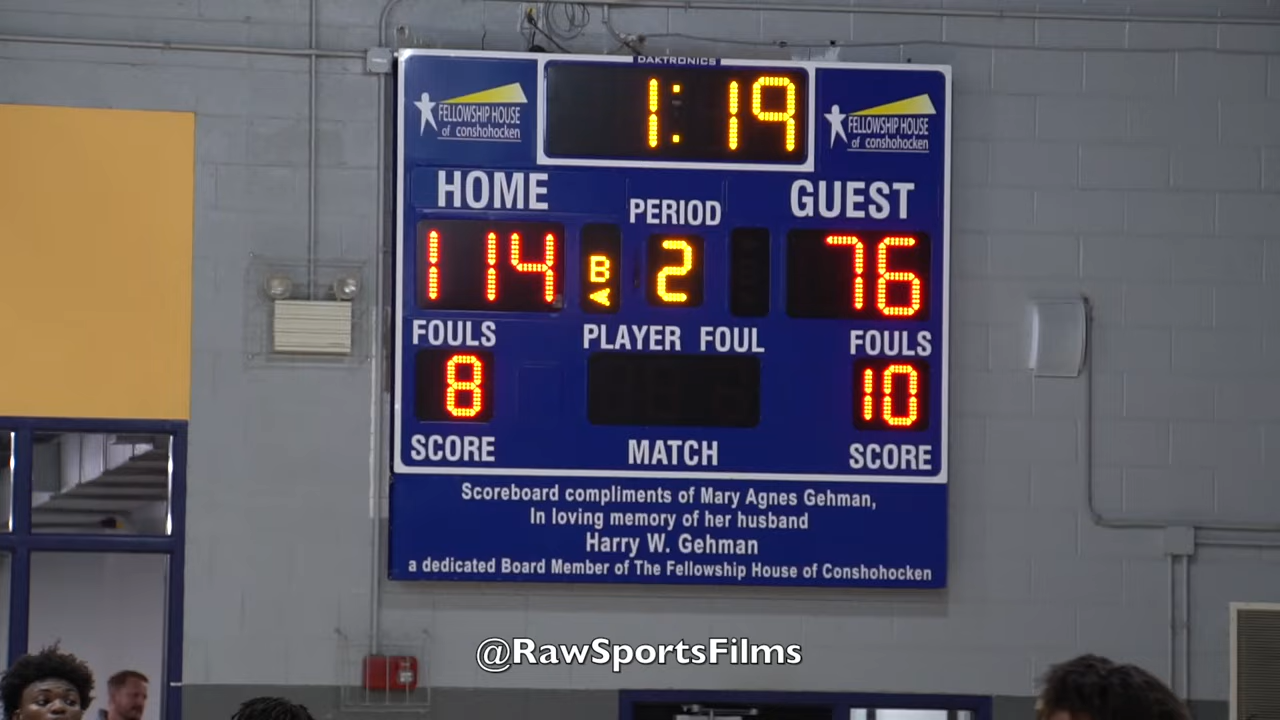 DAKTRONICS
FELLOWSHIP HOUSE
of conshohocken
1:19
FELLOWSHIP HOUSE
of conshohocken
HOME
PERIOD
GUEST
114
B
2
76
FOULS
PLAYER FOUL
FOULS
8
10
SCORE
MATCH
SCORE
Scoreboard compliments of Mary Agnes Gehman,
In loving memory of her husband
Harry W. Gehman
a dedicated Board Member of The Fellowship House of Conshohocken
@RawSportsFilms